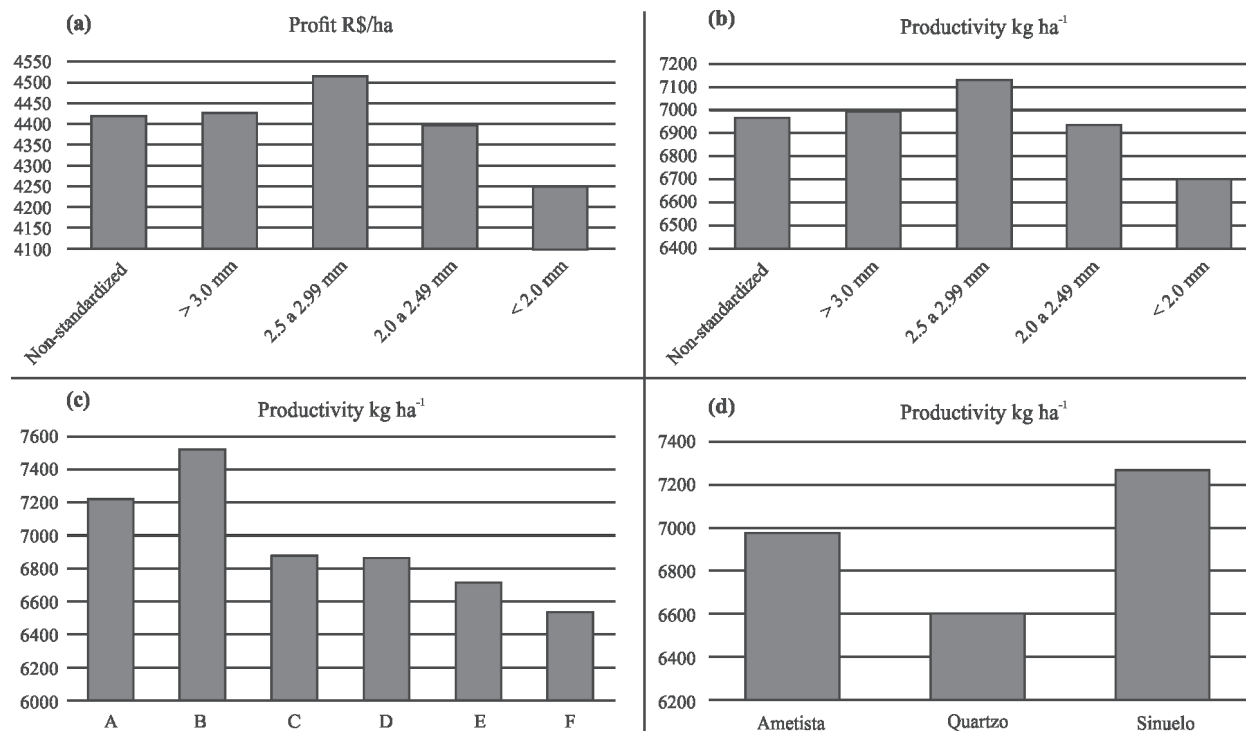 (a)
Profit R$/ha
4550
4500
4450
4400
4350
4300
4250
4200
4150
4100
Non-standardized
> 3.0 mm
2.5 a 2.99 mm
2.0 a 2.49 mm
< 2.0 mm
(b)
Productivity kg ha⁻¹
7200
7100
7000
6900
6800
6700
6600
6500
6400
Non-standardized
> 3.0 mm
2.5 a 2.99 mm
2.0 a 2.49 mm
< 2.0 mm
(c)
Productivity kg ha⁻¹
7600
7400
7200
7000
6800
6600
6400
6200
6000
A B C D E F
(d)
Productivity kg ha⁻¹
7400
7200
7000
6800
6600
6400
6200
Ametista Quartzo Sinuelo